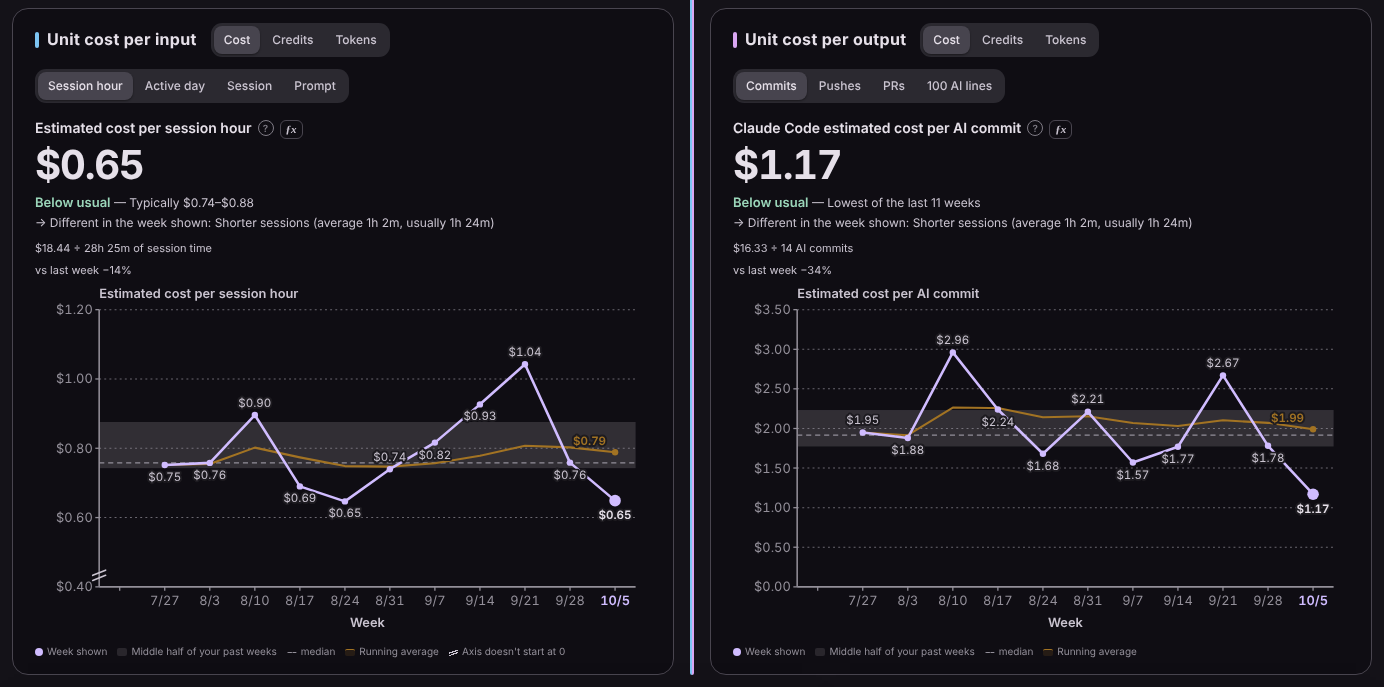 Unit cost per input Cost Credits Tokens
Session hour Active day Session Prompt
Estimated cost per session hour ? ƒx
$0.65
Below usual — Typically $0.74–$0.88
→ Different in the week shown: Shorter sessions (average 1h 2m, usually 1h 24m)
$18.44 ÷ 28h 25m of session time
vs last week −14%
Estimated cost per session hour
$1.20
$1.00
$0.80
$0.60
$0.40
$0.75
$0.76
$0.90
$0.69
$0.65
$0.74
$0.82
$0.93
$1.04
$0.76
$0.79
$0.65
7/27 8/3 8/10 8/17 8/24 8/31 9/7 9/14 9/21 9/28 10/5
Week
Week shown Middle half of your past weeks median Running average Axis doesn't start at 0
Unit cost per output Cost Credits Tokens
Commits Pushes PRs 100 AI lines
Claude Code estimated cost per AI commit ? ƒx
$1.17
Below usual — Lowest of the last 11 weeks
→ Different in the week shown: Shorter sessions (average 1h 2m, usually 1h 24m)
$16.33 ÷ 14 AI commits
vs last week −34%
Estimated cost per AI commit
$3.50
$3.00
$2.50
$2.00
$1.50
$1.00
$0.50
$0.00
$1.95
$1.88
$2.96
$2.24
$1.68
$2.21
$1.57
$1.77
$2.67
$1.78
$1.99
$1.17
7/27 8/3 8/10 8/17 8/24 8/31 9/7 9/14 9/21 9/28 10/5
Week
Week shown Middle half of your past weeks median Running average